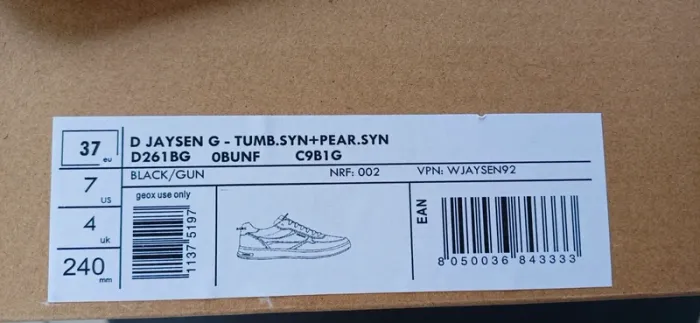 37 eu
7 us
4 uk
240 mm
D JAYSEN G - TUMB.SYN+PEAR.SYN
D261BG 0BUNF C9B1G
BLACK/GUN NRF: 002 VPN: WJAYSEN92
geox use only
1137 5197
EAN
8 050036 843333